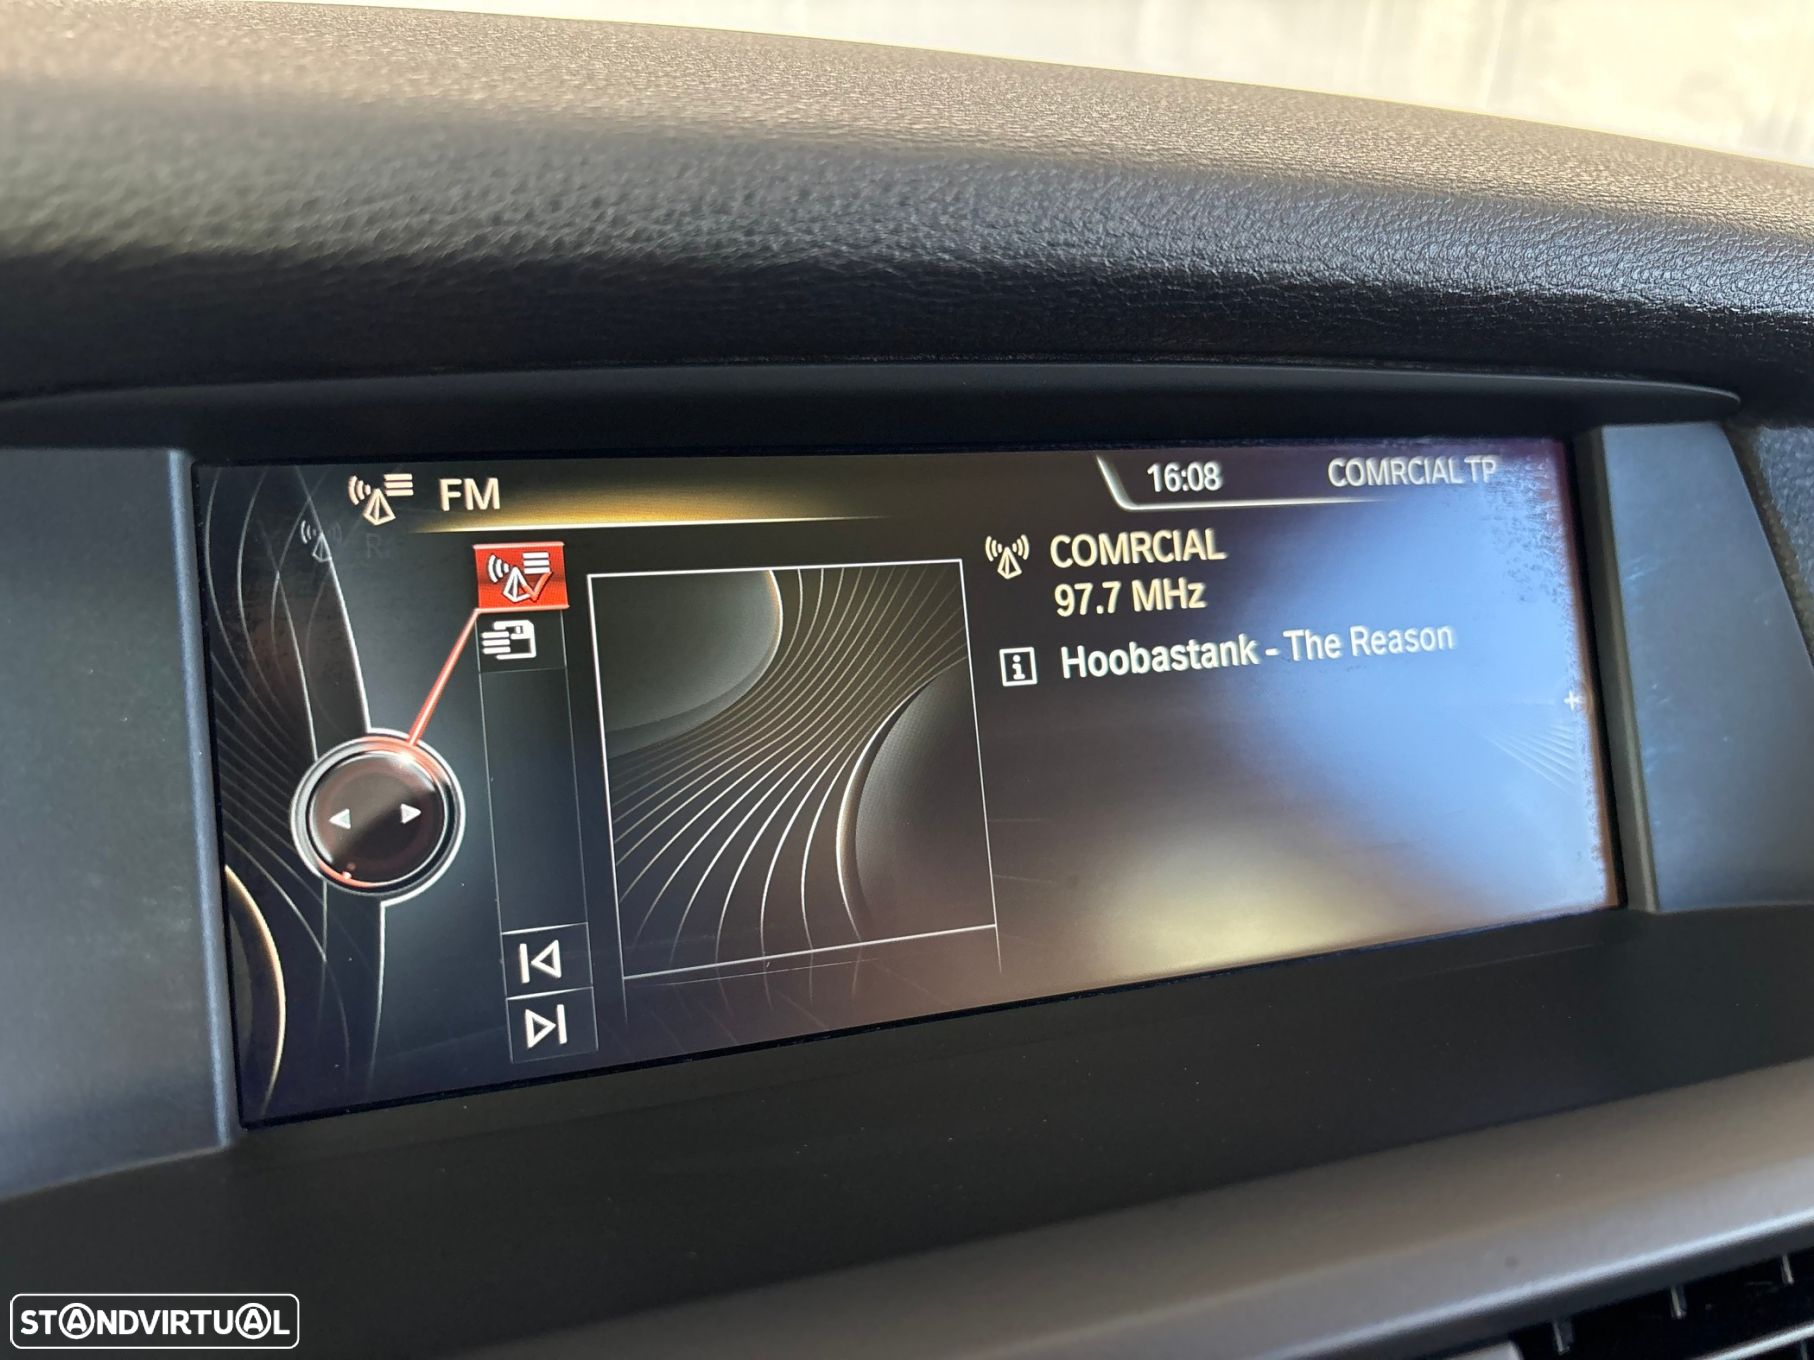 FM
16:08
COMRCIAL TP
COMRCIAL
97.7 MHz
Hoobastank - The Reason
STANDVIRTUAL